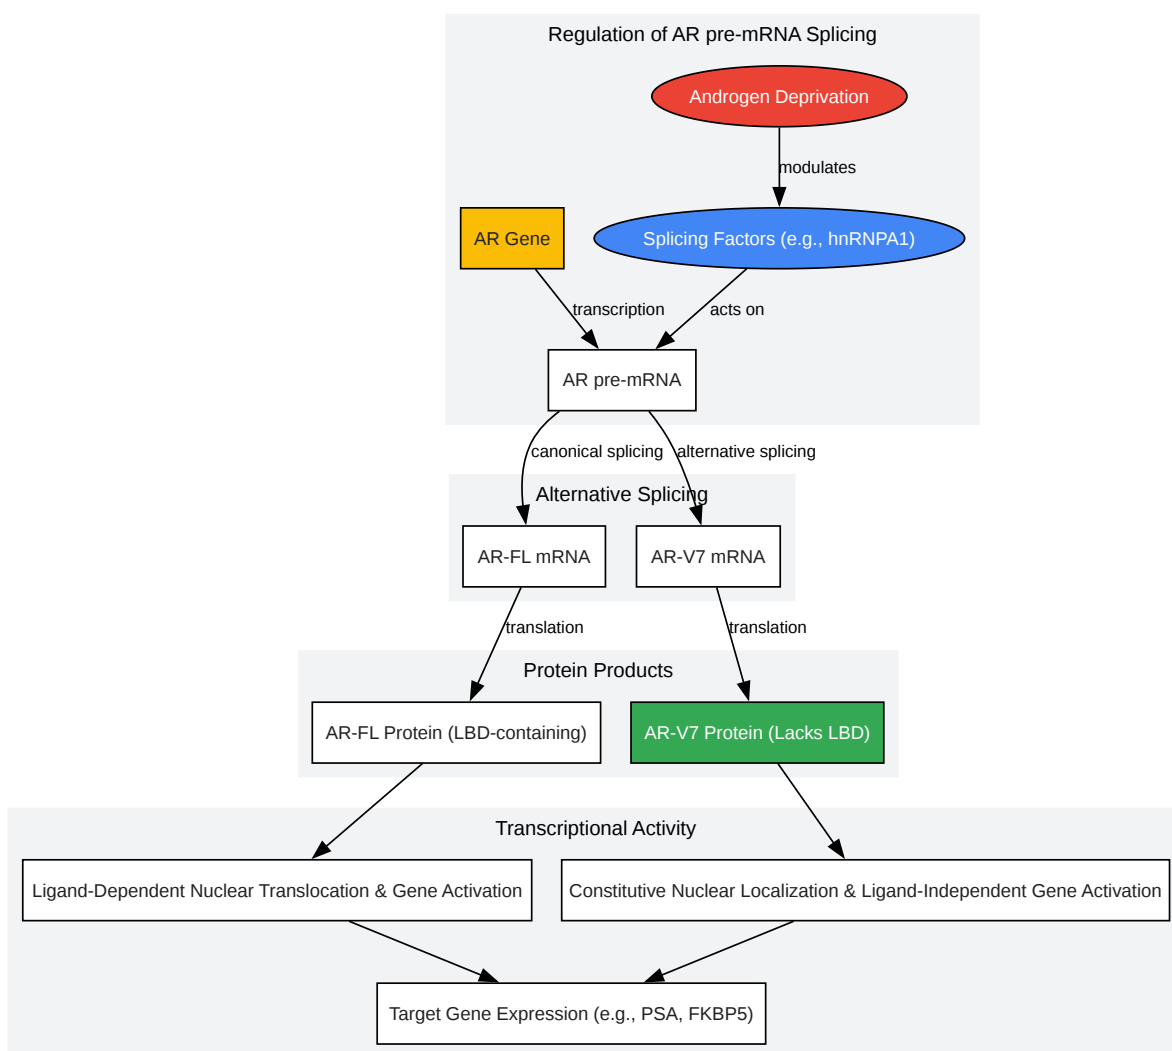 Regulation of AR pre-mRNA Splicing
Androgen Deprivation
modulates
AR Gene
Splicing Factors (e.g., hnRNPA1)
transcription
acts on
AR pre-mRNA
canonical splicing
alternative splicing
Alternative Splicing
AR-FL mRNA
AR-V7 mRNA
translation
translation
Protein Products
AR-FL Protein (LBD-containing)
AR-V7 Protein (Lacks LBD)
Transcriptional Activity
Ligand-Dependent Nuclear Translocation & Gene Activation
Constitutive Nuclear Localization & Ligand-Independent Gene Activation
Target Gene Expression (e.g., PSA, FKBP5)